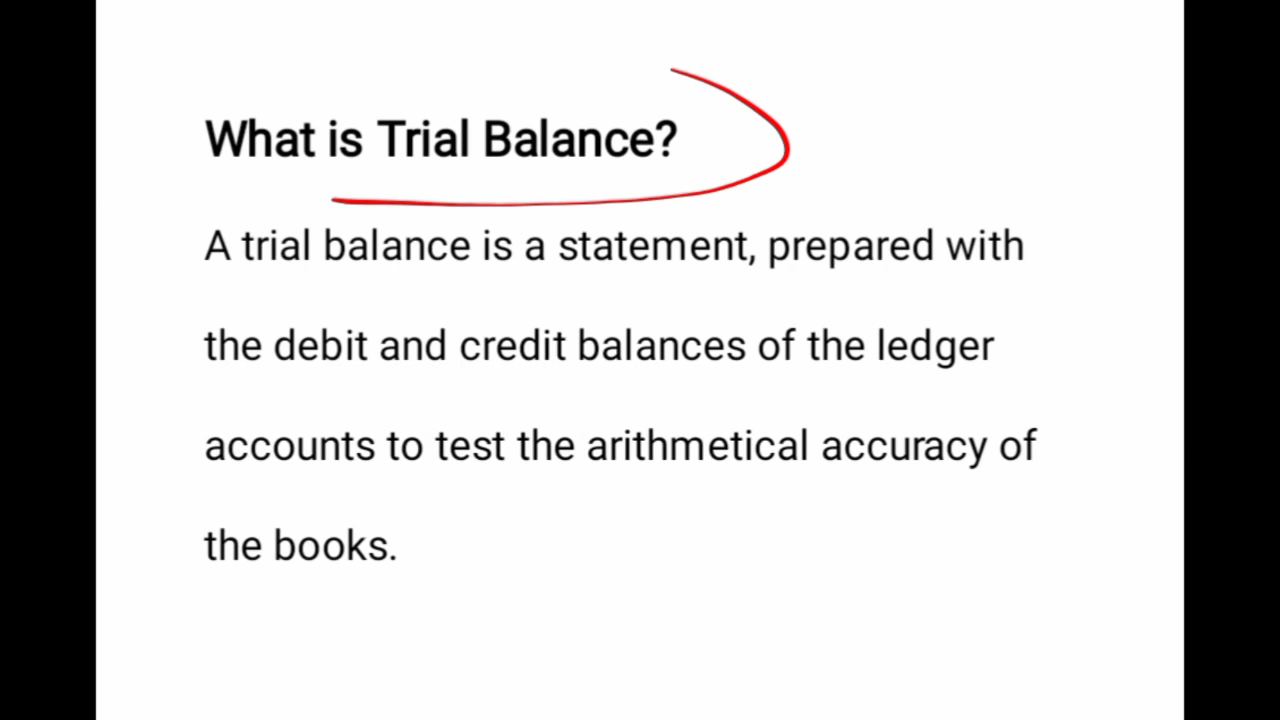 What is Trial Balance?
A trial balance is a statement, prepared with
the debit and credit balances of the ledger
accounts to test the arithmetical accuracy of
the books.